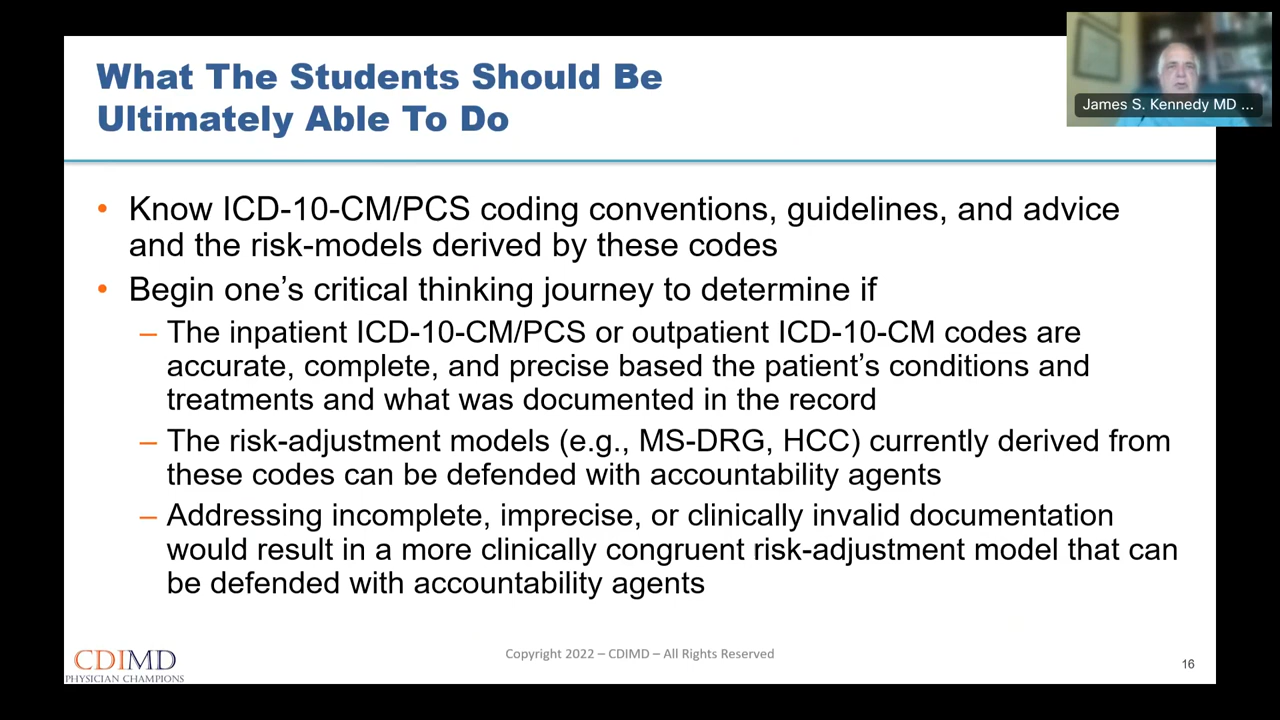 What The Students Should Be
Ultimately Able To Do
James S. Kennedy MD ...
• Know ICD-10-CM/PCS coding conventions, guidelines, and advice
and the risk-models derived by these codes
• Begin one’s critical thinking journey to determine if
– The inpatient ICD-10-CM/PCS or outpatient ICD-10-CM codes are
accurate, complete, and precise based the patient’s conditions and
treatments and what was documented in the record
– The risk-adjustment models (e.g., MS-DRG, HCC) currently derived from
these codes can be defended with accountability agents
– Addressing incomplete, imprecise, or clinically invalid documentation
would result in a more clinically congruent risk-adjustment model that can
be defended with accountability agents
CDIMD
PHYSICIAN CHAMPIONS
Copyright 2022 – CDIMD – All Rights Reserved
16